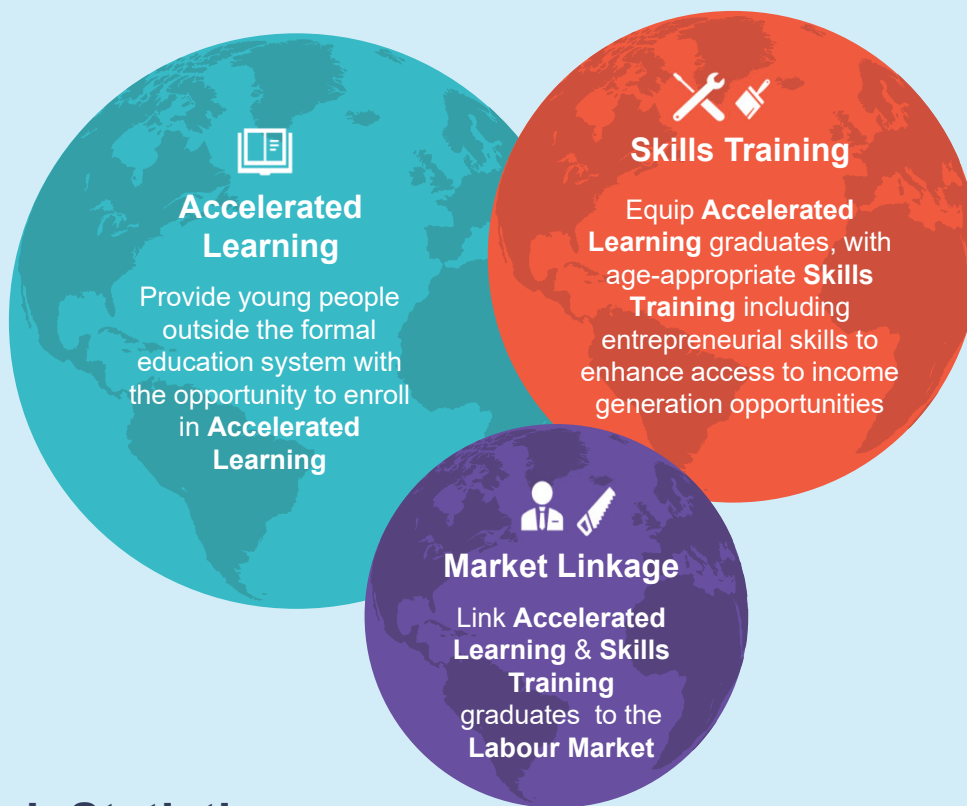 Accelerated
Learning
Provide young people
outside the formal
education system with
the opportunity to enroll
in Accelerated
Learning
Skills Training
Equip Accelerated
Learning graduates, with
age-appropriate Skills
Training including
entrepreneurial skills to
enhance access to income
generation opportunities
Market Linkage
Link Accelerated
Learning & Skills
Training
graduates to the
Labour Market